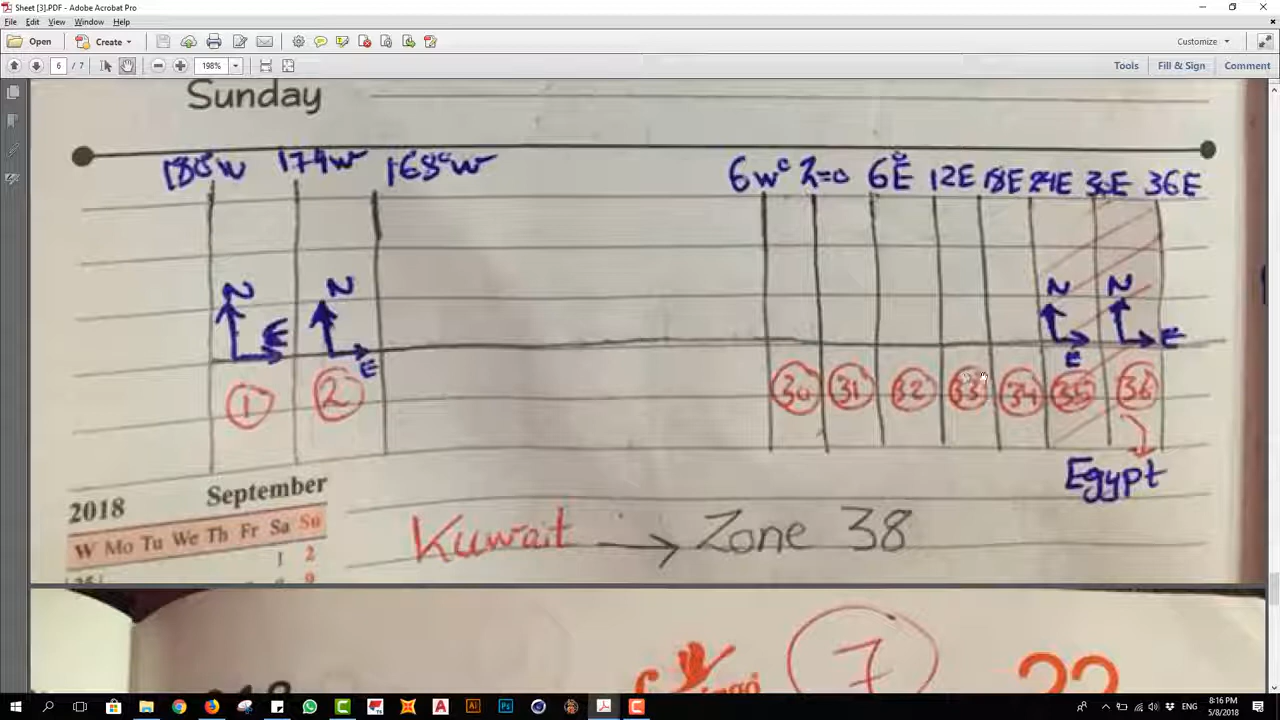 Sheet [3].PDF - Adobe Acrobat Pro
File Edit View Window Help
Open Create Customize
6 / 7 198% Tools Fill & Sign Comment
Sunday
180°W 174W 168°W 6W° λ=0 6°E 12E 18E 24E 30E 36E
N N N N
E E E E
1 2 30 31 32 33 34 35 36
Egypt
2018 September
W Mo Tu We Th Fr Sa Su
1 2
Kuwait → Zone 38
7
22
8:16 PM
5/8/2018